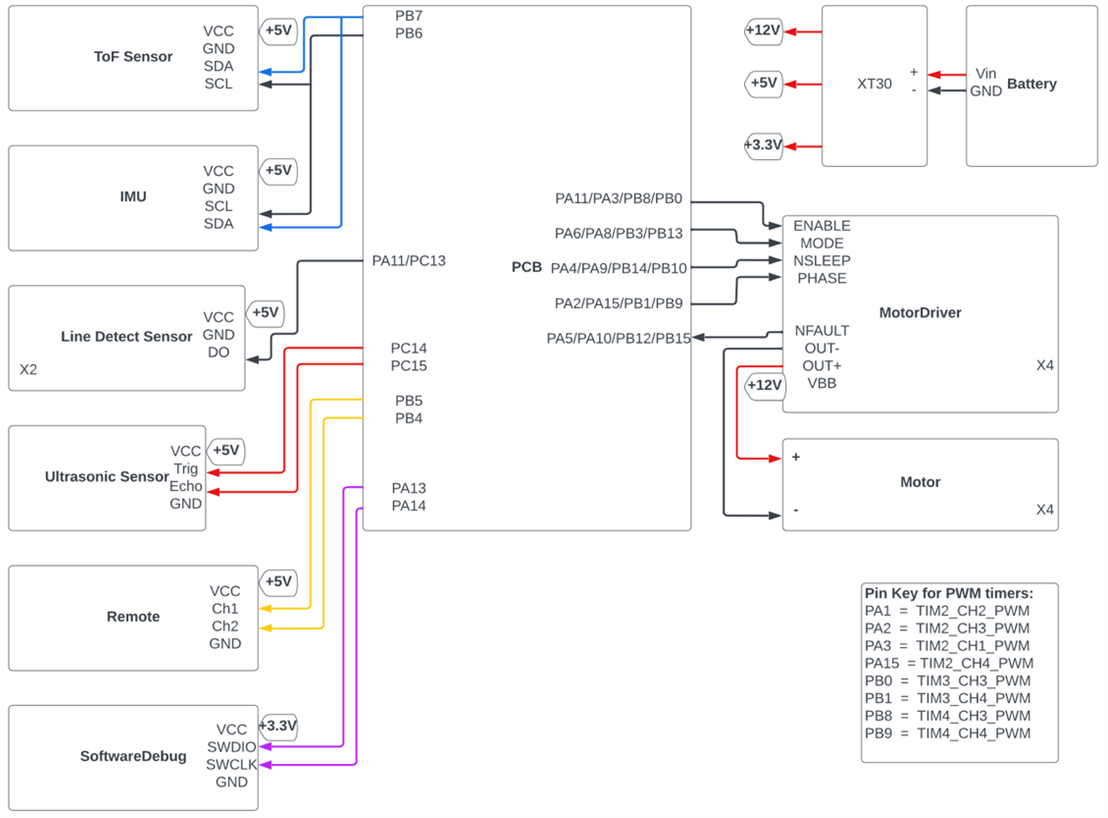 ToF Sensor
VCC
GND
SDA
SCL
+5V
IMU
VCC
GND
SCL
SDA
+5V
Line Detect Sensor
X2
VCC
GND
DO
+5V
Ultrasonic Sensor
VCC
Trig
Echo
GND
+5V
Remote
VCC
Ch1
Ch2
GND
+5V
SoftwareDebug
VCC
SWDIO
SWCLK
GND
+3.3V
PB7
PB6
PA11/PC13
PC14
PC15
PB5
PB4
PA13
PA14
PCB
PA11/PA3/PB8/PB0
PA6/PA8/PB3/PB13
PA4/PA9/PB14/PB10
PA2/PA15/PB1/PB9
PA5/PA10/PB12/PB15
+12V
+5V
+3.3V
XT30
+
-
Vin
GND
Battery
ENABLE
MODE
NSLEEP
PHASE
MotorDriver
NFAULT
OUT-
OUT+
VBB
X4
+12V
+
-
Motor
X4
Pin Key for PWM timers:
PA1 = TIM2_CH2_PWM
PA2 = TIM2_CH3_PWM
PA3 = TIM2_CH1_PWM
PA15 = TIM2_CH4_PWM
PB0 = TIM3_CH3_PWM
PB1 = TIM3_CH4_PWM
PB8 = TIM4_CH3_PWM
PB9 = TIM4_CH4_PWM